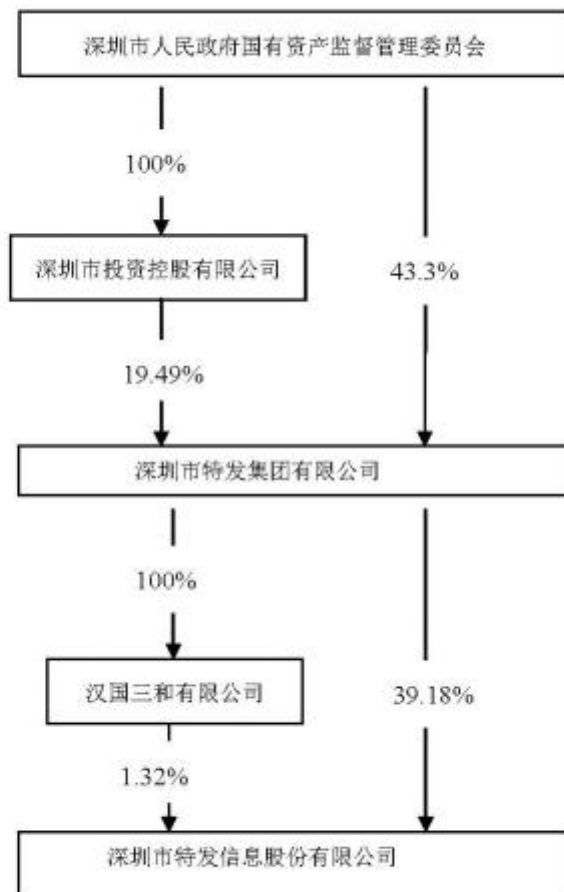 深圳市人民政府国有资产监督管理委员会
100%
深圳市投资控股有限公司
43.3%
19.49%
深圳市特发集团有限公司
100%
汉国三和有限公司
39.18%
1.32%
深圳市特发信息股份有限公司